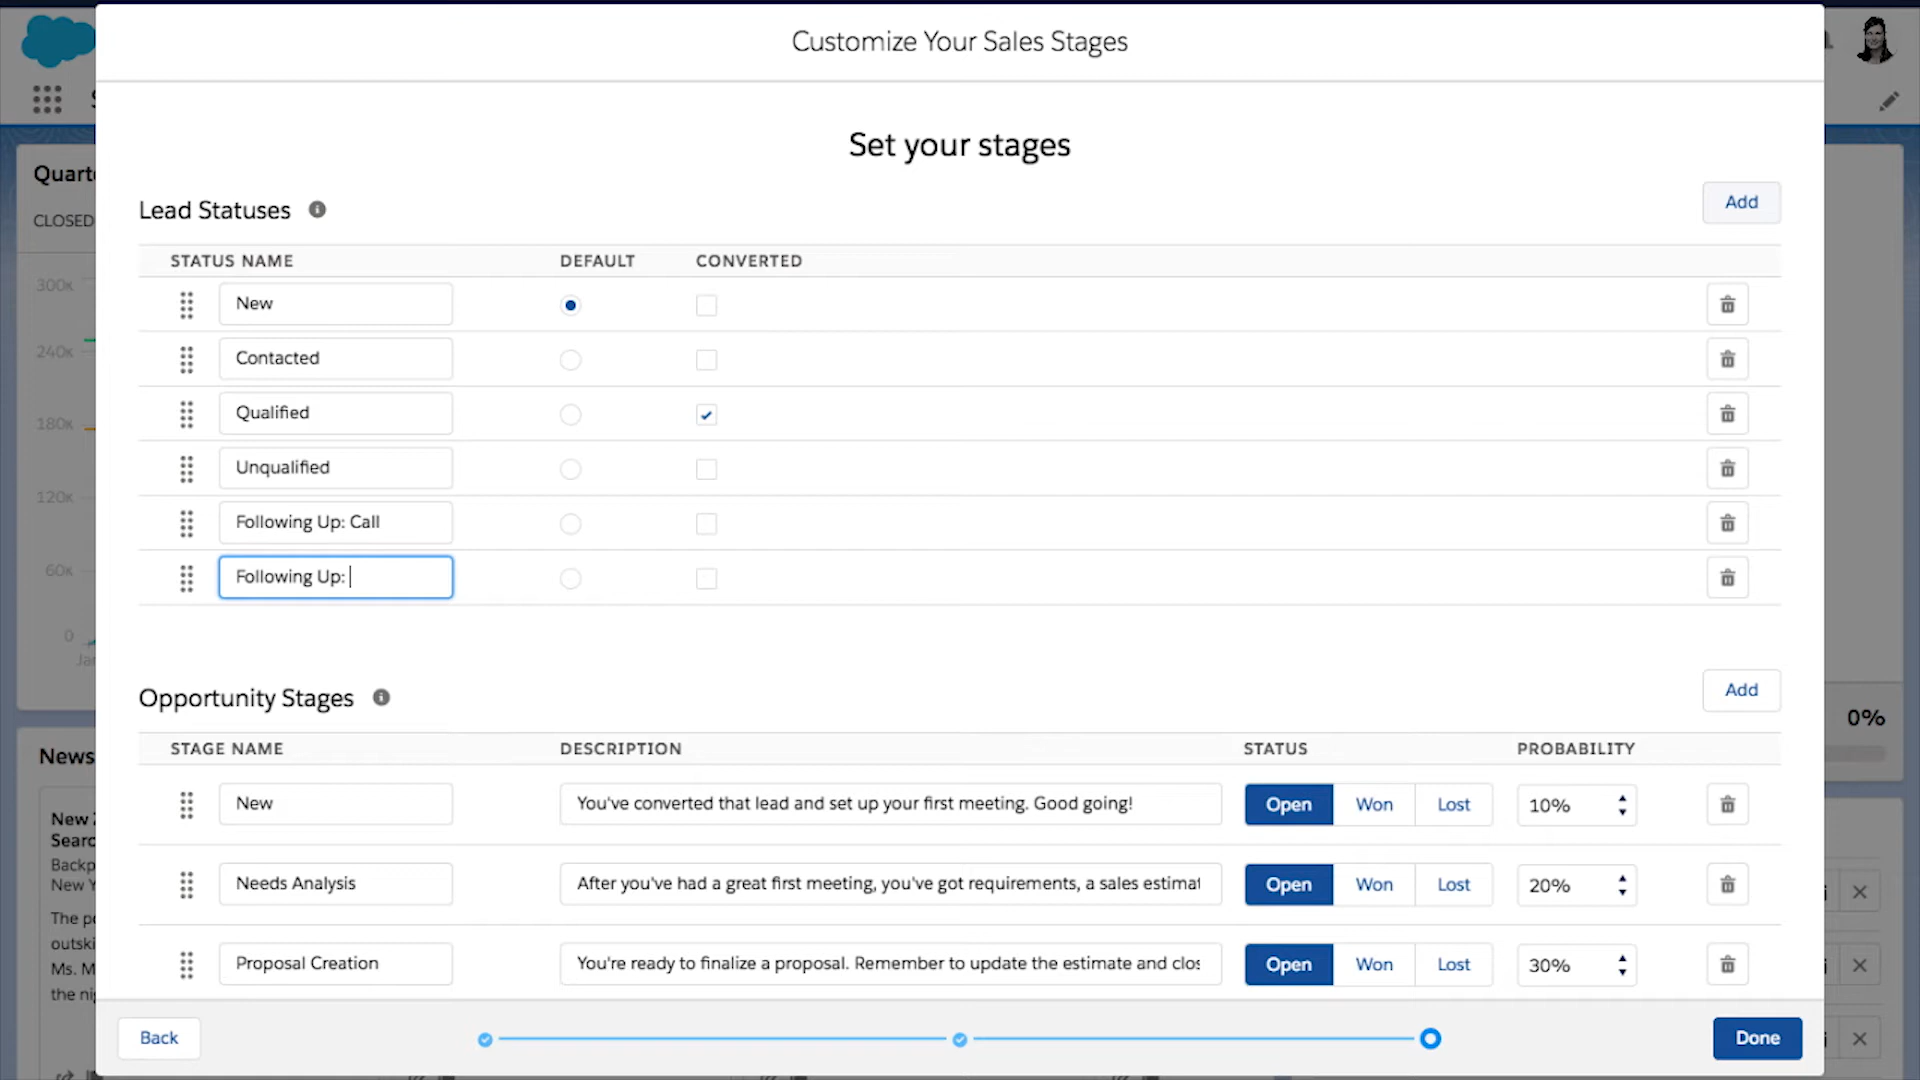 Customize Your Sales Stages
Set your stages
Lead Statuses
Add
STATUS NAME DEFAULT CONVERTED
New
Contacted
Qualified
Unqualified
Following Up: Call
Following Up:
Opportunity Stages
Add
STAGE NAME DESCRIPTION STATUS PROBABILITY
New You've converted that lead and set up your first meeting. Good going! Open Won Lost 10%
Needs Analysis After you've had a great first meeting, you've got requirements, a sales Open Won Lost 20%
Proposal Creation You're ready to finalize a proposal. Remember to update the estimate and Open Won Lost 30%
Back Done
CLOSED
300K
240K
180K
120K
60K
0
0%
News
New
The
Ms.